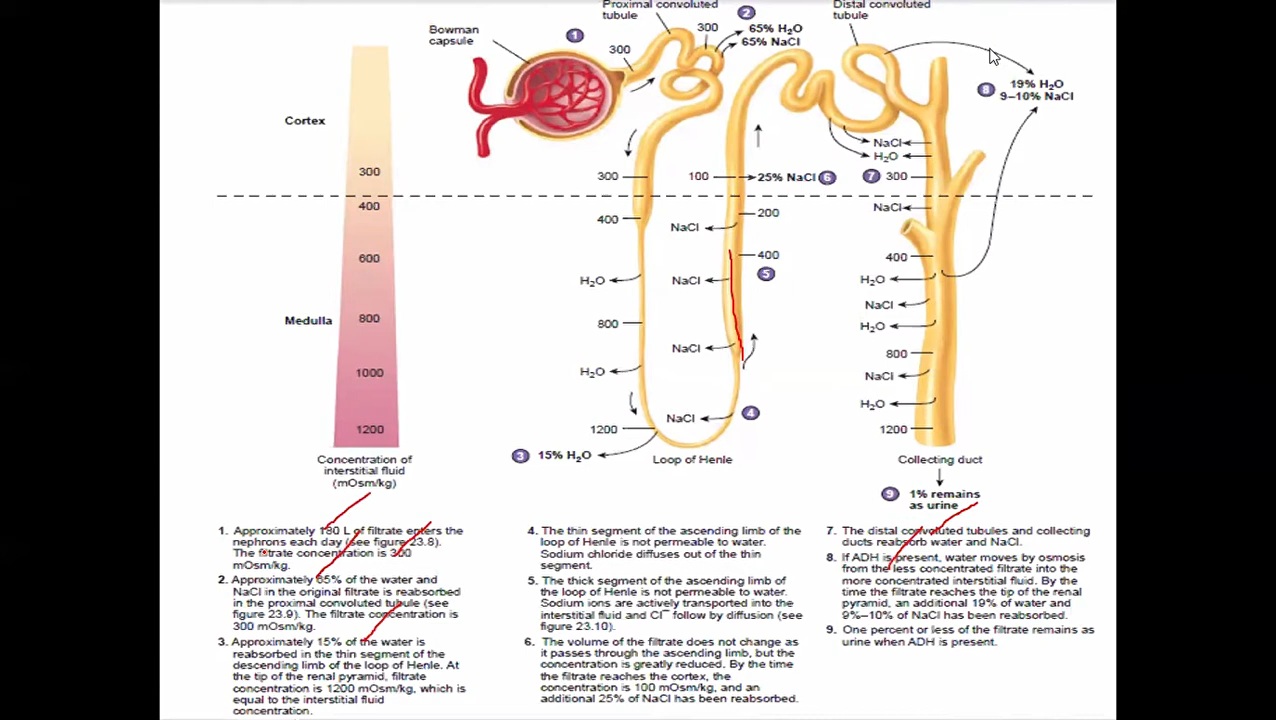 Proximal convoluted
tubule
Distal convoluted
tubule
Bowman
capsule
1
2
300
300
65% H₂O
65% NaCl
8
19% H₂O
9–10% NaCl
Cortex
NaCl
H₂O
300
300
100
25% NaCl
6
7
300
400
400
NaCl
200
NaCl
600
H₂O
NaCl
400
5
400
H₂O
NaCl
Medulla
800
800
NaCl
H₂O
800
1000
H₂O
NaCl
H₂O
1200
1200
NaCl
4
1200
3
15% H₂O
Concentration of
interstitial fluid
(mOsm/kg)
Loop of Henle
Collecting duct
9
1% remains
as urine
1. Approximately 180 L of filtrate enters the
nephrons each day (see figure 23.8).
The filtrate concentration is 300
mOsm/kg.
2. Approximately 65% of the water and
NaCl in the original filtrate is reabsorbed
in the proximal convoluted tubule (see
figure 23.9). The filtrate concentration is
300 mOsm/kg.
3. Approximately 15% of the water is
reabsorbed in the thin segment of the
descending limb of the loop of Henle. At
the tip of the renal pyramid, filtrate
concentration is 1200 mOsm/kg, which is
equal to the interstitial fluid
concentration.
4. The thin segment of the ascending limb of the
loop of Henle is not permeable to water.
Sodium chloride diffuses out of the thin
segment.
5. The thick segment of the ascending limb of
the loop of Henle is not permeable to water.
Sodium ions are actively transported into the
interstitial fluid and Cl⁻ follow by diffusion (see
figure 23.10).
6. The volume of the filtrate does not change as
it passes through the ascending limb, but the
concentration is greatly reduced. By the time
the filtrate reaches the cortex, the
concentration is 100 mOsm/kg, and an
additional 25% of NaCl has been reabsorbed.
7. The distal convoluted tubules and collecting
ducts reabsorb water and NaCl.
8. If ADH is present, water moves by osmosis
from the less concentrated filtrate into the
more concentrated interstitial fluid. By the
time the filtrate reaches the tip of the renal
pyramid, an additional 19% of water and
9%–10% of NaCl has been reabsorbed.
9. One percent or less of the filtrate remains as
urine when ADH is present.